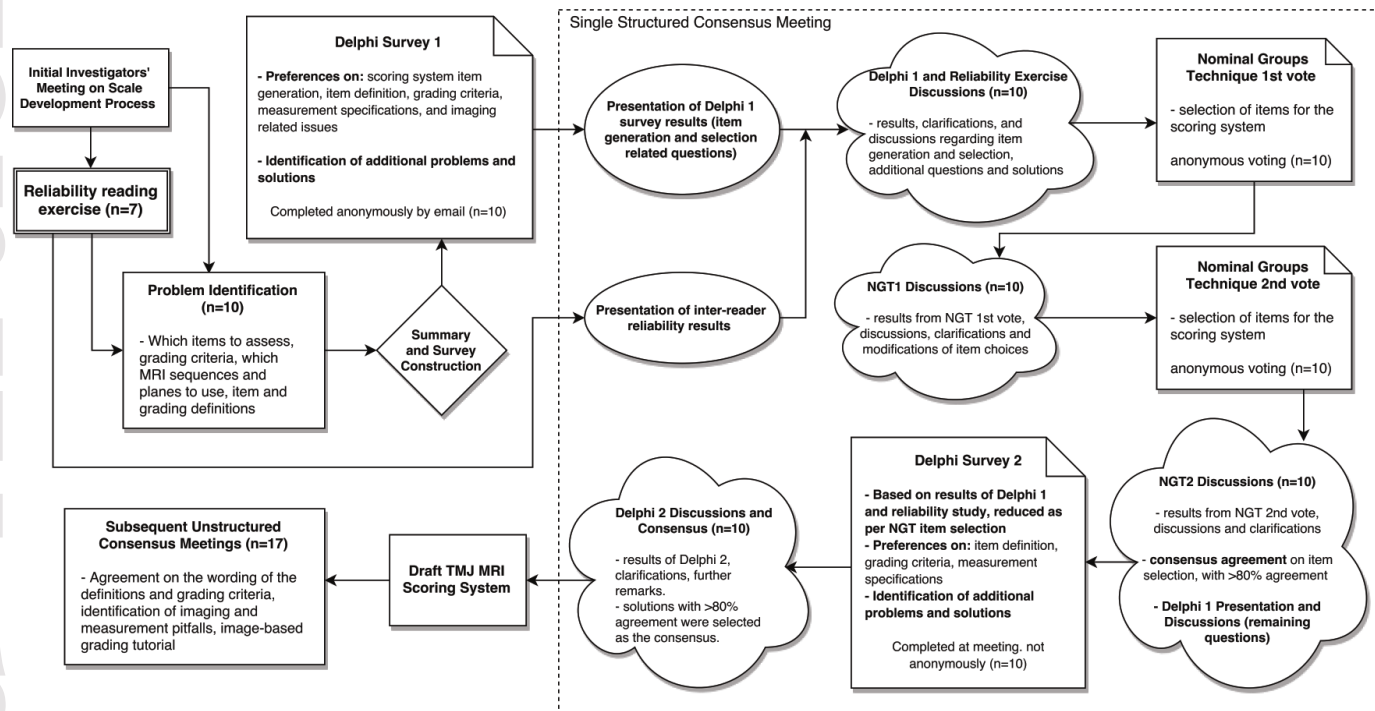 Single Structured Consensus Meeting
Initial Investigators'
Meeting on Scale
Development Process
Reliability reading
exercise (n=7)
Problem Identification
(n=10)
- Which items to assess,
grading criteria, which
MRI sequences and
planes to use, item and
grading definitions
Summary
and Survey
Construction
Delphi Survey 1
- Preferences on: scoring system item
generation, item definition, grading criteria,
measurement specifications, and imaging
related issues
- Identification of additional problems and
solutions
Completed anonymously by email (n=10)
Presentation of Delphi 1
survey results (item
generation and selection
related questions)
Presentation of inter-reader
reliability results
Delphi 1 and Reliability Exercise
Discussions (n=10)
- results, clarifications, and
discussions regarding item
generation and selection,
additional questions and solutions
Nominal Groups
Technique 1st vote
- selection of items for the
scoring system
anonymous voting (n=10)
NGT1 Discussions (n=10)
- results from NGT 1st vote,
discussions, clarifications and
modifications of item choices
Nominal Groups
Technique 2nd vote
- selection of items for the
scoring system
anonymous voting (n=10)
NGT2 Discussions (n=10)
- results from NGT 2nd vote,
discussions and clarifications
- consensus agreement on item
selection, with >80% agreement
- Delphi 1 Presentation and
Discussions (remaining
questions)
Delphi Survey 2
- Based on results of Delphi 1
and reliability study, reduced as
per NGT item selection
- Preferences on: item definition,
grading criteria, measurement
specifications
- Identification of additional
problems and solutions
Completed at meeting. not
anonymously (n=10)
Delphi 2 Discussions and
Consensus (n=10)
- results of Delphi 2,
clarifications, further
remarks.
- solutions with >80%
agreement were selected
as the consensus.
Draft TMJ MRI
Scoring System
Subsequent Unstructured
Consensus Meetings (n=17)
- Agreement on the wording of the
definitions and grading criteria,
identification of imaging and
measurement pitfalls, image-based
grading tutorial